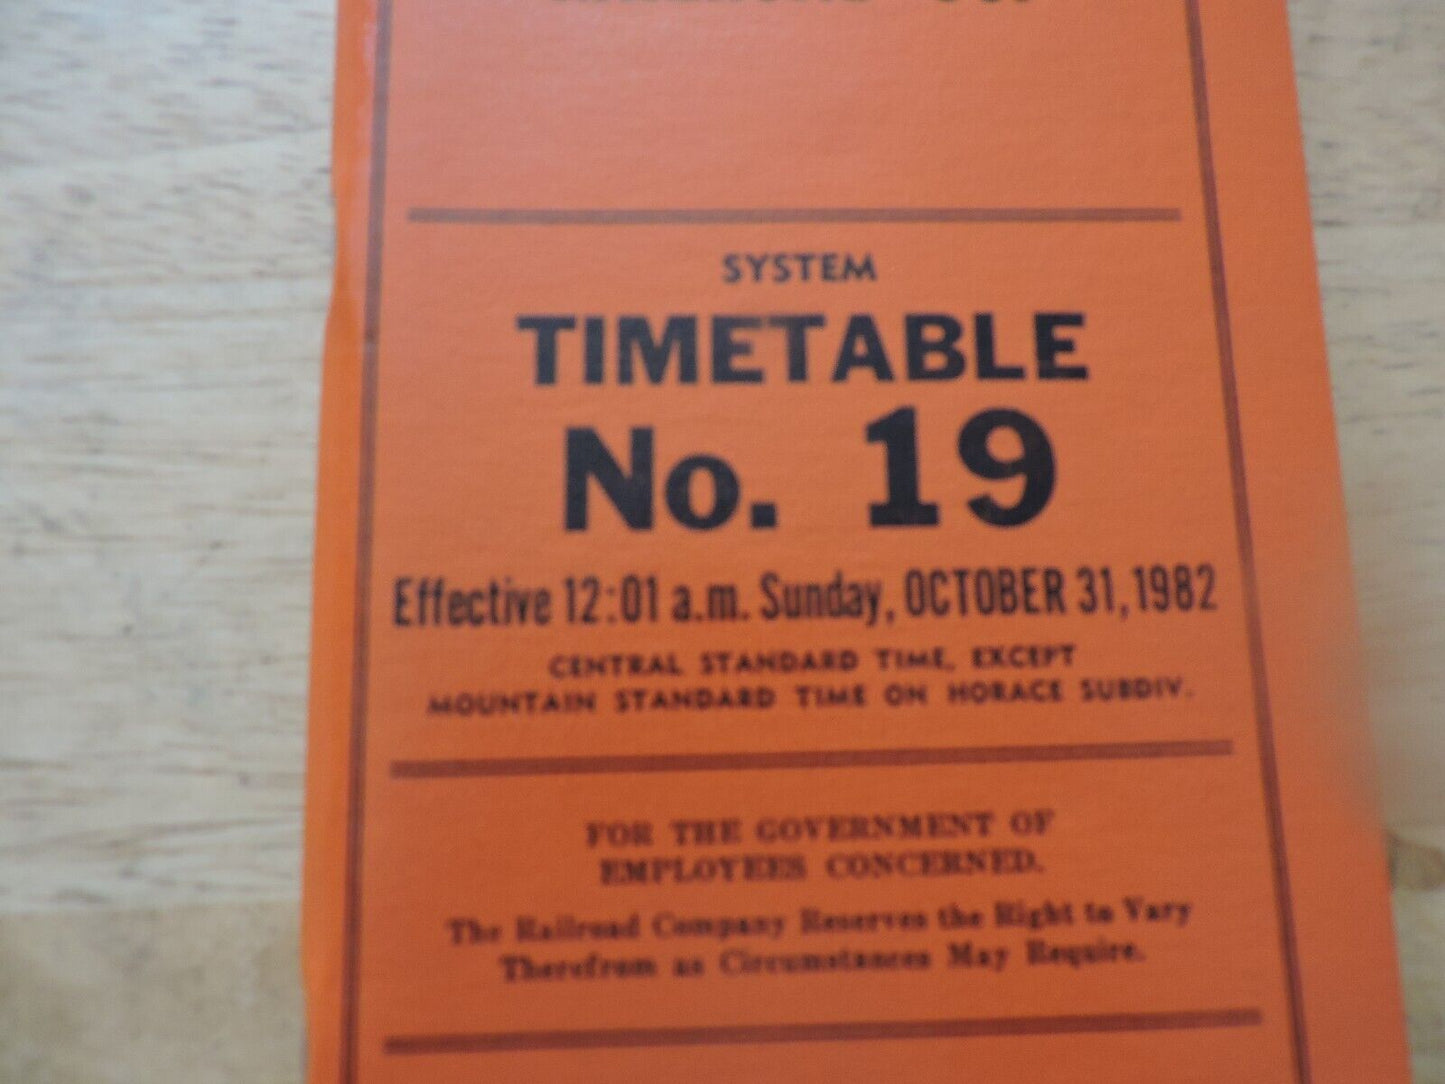 SYSTEM
TIMETABLE
No. 19
Effective 12:01 a.m. Sunday, OCTOBER 31, 1982
CENTRAL STANDARD TIME, EXCEPT
MOUNTAIN STANDARD TIME ON HORACE SUBDIV.
FOR THE GOVERNMENT OF
EMPLOYEES CONCERNED.
The Railroad Company Reserves the Right to Vary
Therefrom as Circumstances May Require.